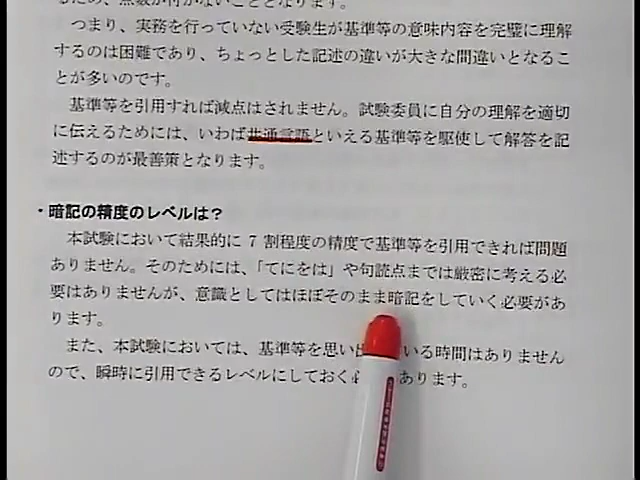 つまり、実務を行っていない受験生が基準等の意味内容を完璧に理解
するのは困難であり、ちょっとした記述の違いが大きな間違いとなるこ
とが多いのです。
基準等を引用すれば減点はされません。試験委員に自分の理解を適切
に伝えるためには、いわば共通言語といえる基準等を駆使して解答を記
述するのが最善策となります。
・暗記の精度のレベルは？
本試験において結果的に 7 割程度の精度で基準等を引用できれば問題
ありません。そのためには、「てにをは」や句読点までは厳密に考える必
要はありませんが、意識としてはほぼそのまま暗記をしていく必要があ
ります。
また、本試験においては、基準等を思い出 いる時間はありません
ので、瞬時に引用できるレベルにしておく あります。